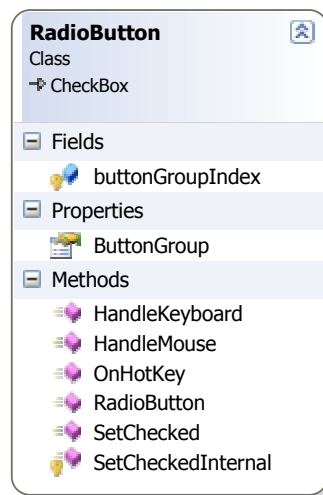 RadioButton
Class
CheckBox
Fields
buttonGroupIndex
Properties
ButtonGroup
Methods
HandleKeyboard
HandleMouse
OnHotKey
RadioButton
SetChecked
SetCheckedInternal